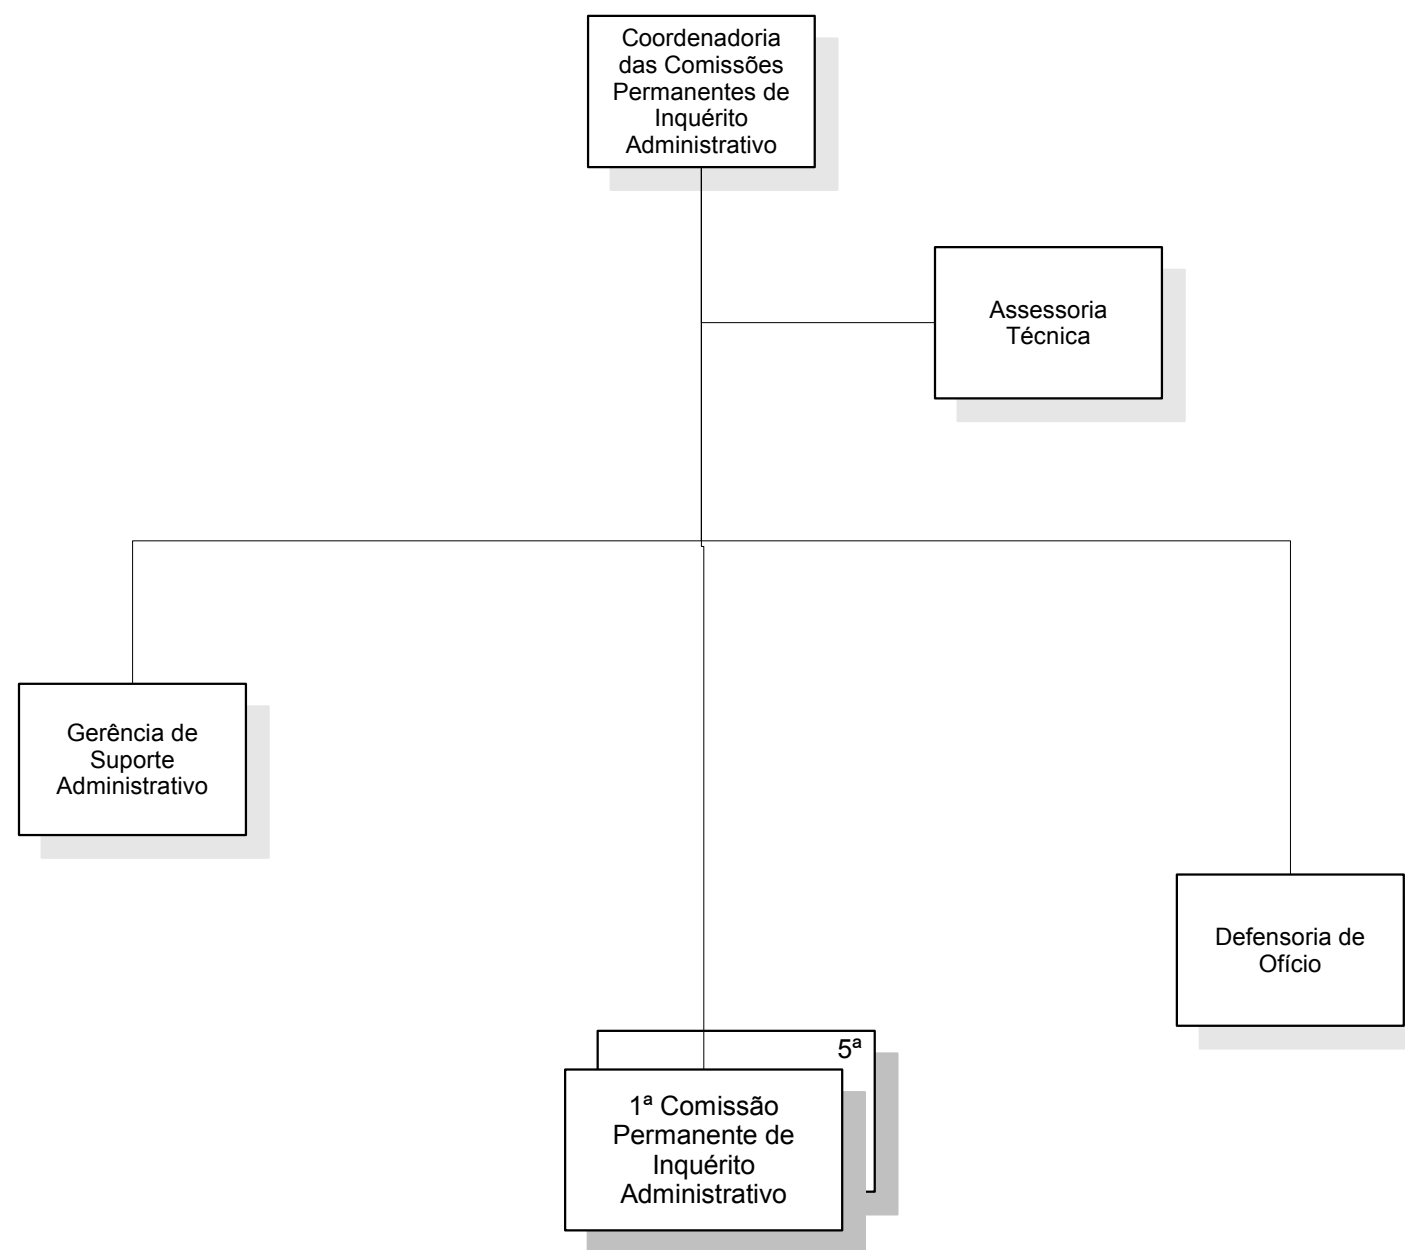 Coordenadoria
das Comissões
Permanentes de
Inquérito
Administrativo
Assessoria
Técnica
Gerência de
Suporte
Administrativo
Defensoria de
Ofício
5ª
1ª Comissão
Permanente de
Inquérito
Administrativo